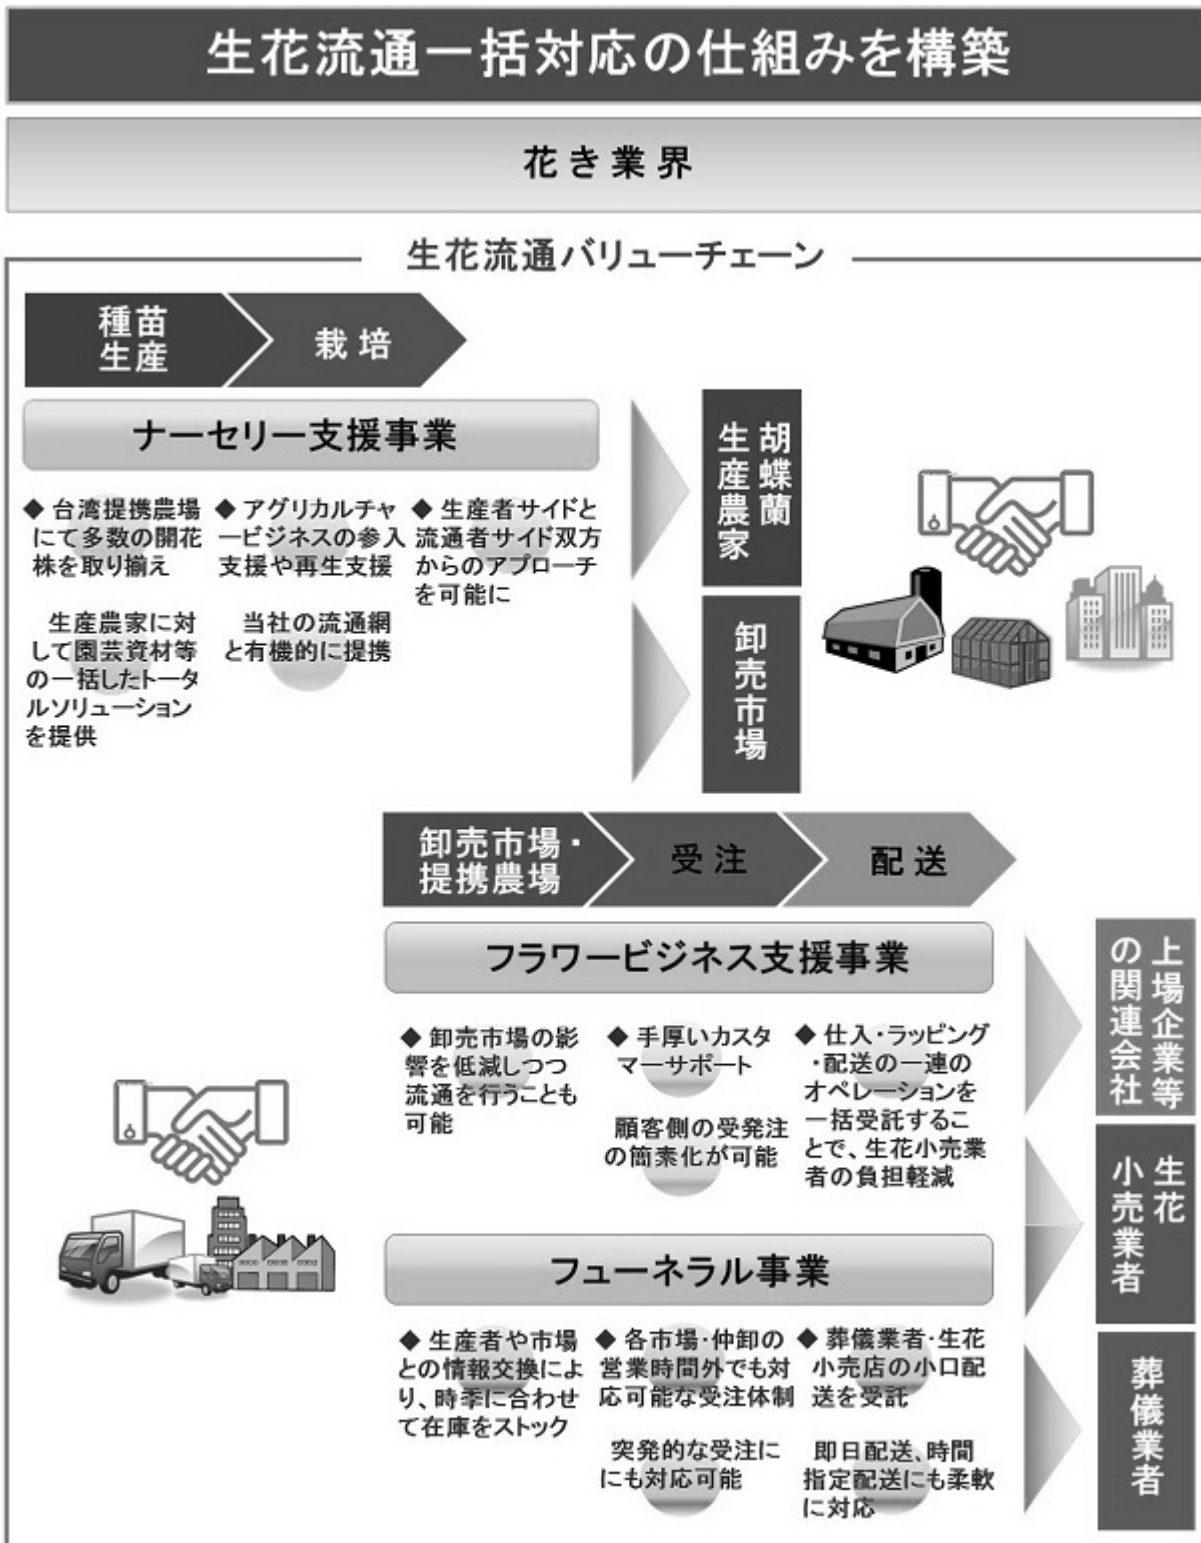 生花流通一括対応の仕組みを構築
花き業界
生花流通バリューチェーン
種苗
生産
栽培
ナーセリー支援事業
◆ 台湾提携農場
にて多数の開花
株を取り揃え
生産農家に対
して園芸資材等
の一括したトータ
ルソリューション
を提供
◆ アグリカルチャ
ービジネスの参入
支援や再生支援
当社の流通網
と有機的に提携
◆ 生産者サイドと
流通者サイド双方
からのアプローチ
を可能に
胡蝶蘭
生産農家
卸売市場
卸売市場・
提携農場
受注
配送
フラワービジネス支援事業
◆ 卸売市場の影
響を低減しつつ
流通を行うことも
可能
◆ 手厚いカスタ
マーサポート
顧客側の受発注
の簡素化が可能
◆ 仕入・ラッピング
・配送の一連の
オペレーションを
一括受託するこ
とで、生花小売業
者の負担軽減
上場企業等
の関連会社
生花
小売業者
フューネラル事業
◆ 生産者や市場
との情報交換によ
り、時季に合わせ
て在庫をストック
◆ 各市場・仲卸の
営業時間外でも対
応可能な受注体制
突発的な受注に
にも対応可能
◆ 葬儀業者・生花
小売店の小口配
送を受託
即日配送、時間
指定配送にも柔軟
に対応
葬儀業者